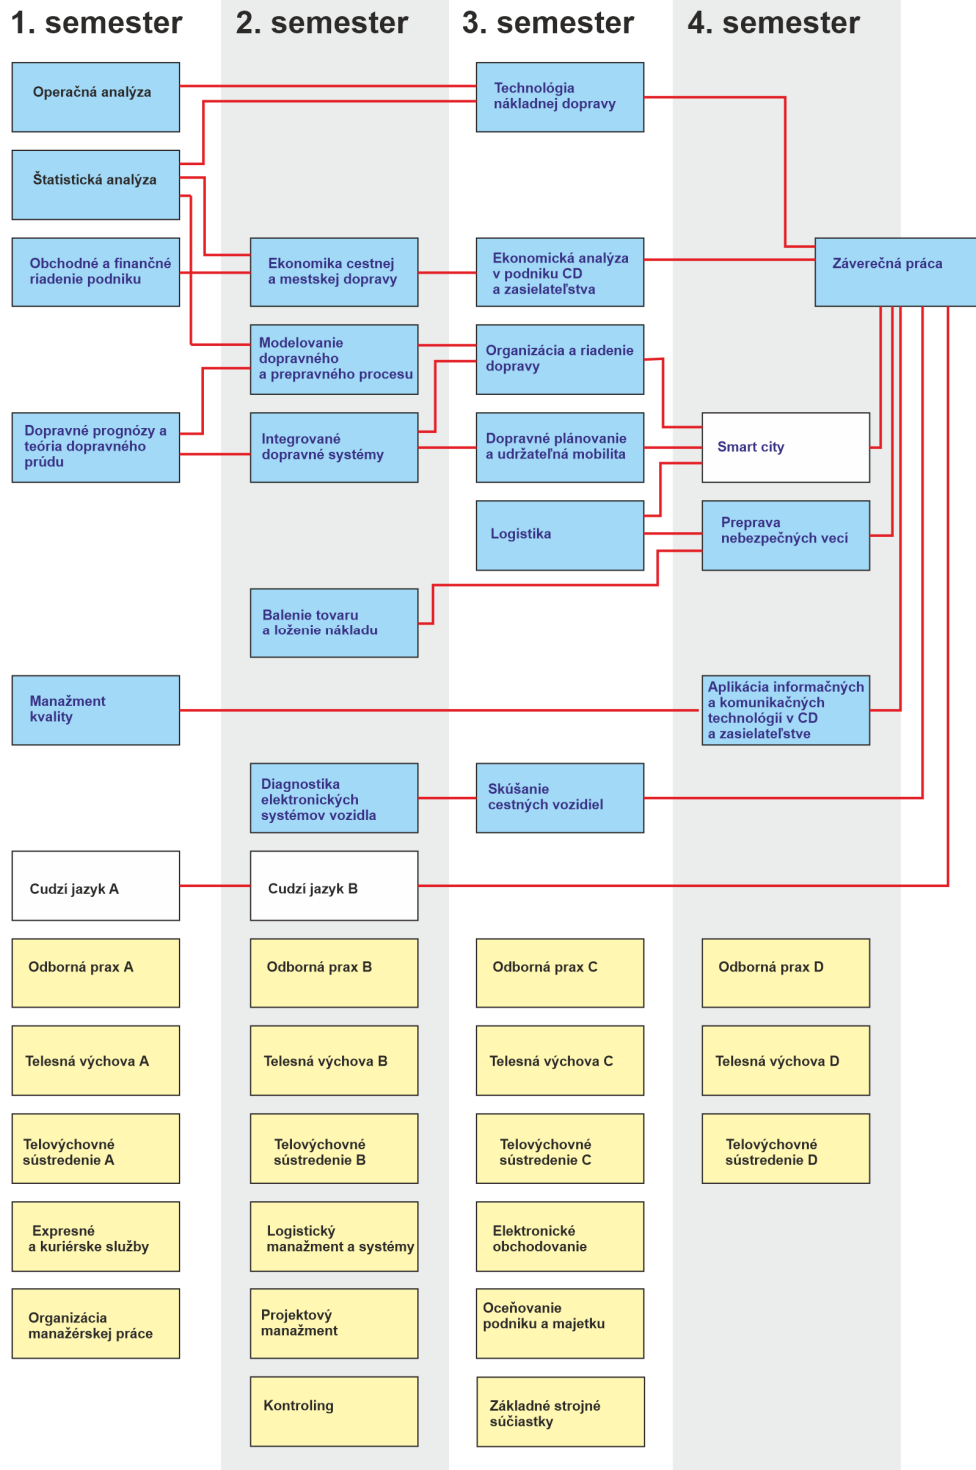 1. semester
2. semester
3. semester
4. semester
Operačná analýza
Technológia
nákladnej dopravy
Štatistická analýza
Obchodné a finančné
riadenie podniku
Ekonomika cestnej
a mestskej dopravy
Ekonomická analýza
v podniku CD
a zasielateľstva
Záverečná práca
Modelovanie
dopravného
a prepravného procesu
Organizácia a riadenie
dopravy
Dopravné prognózy a
teória dopravného
prúdu
Integrované
dopravné systémy
Dopravné plánovanie
a udržateľná mobilita
Smart city
Logistika
Preprava
nebezpečných vecí
Balenie tovaru
a loženie nákladu
Manažment
kvality
Aplikácia informačných
a komunikačných
technológií v CD
a zasielateľstve
Diagnostika
elektronických
systémov vozidla
Skúšanie
cestných vozidiel
Cudzí jazyk A
Cudzí jazyk B
Odborná prax A
Odborná prax B
Odborná prax C
Odborná prax D
Telesná výchova A
Telesná výchova B
Telesná výchova C
Telesná výchova D
Telovýchovné
sústredenie A
Telovýchovné
sústredenie B
Telovýchovné
sústredenie C
Telovýchovné
sústredenie D
Expresné
a kuriérske služby
Logistický
manažment a systémy
Elektronické
obchodovanie
Organizácia
manažérskej práce
Projektový
manažment
Oceňovanie
podniku a majetku
Kontroling
Základné strojné
súčiastky